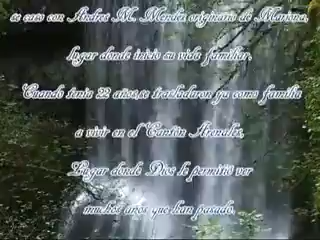 se caso con Andres M. Mendez originario de Mariona,
lugar donde inicio su vida familiar.
Cuando tenia 22 años,se trasladaron ya como familia
a vivir en el Cantón Arenales,
Lugar donde Dios le permitió ver
muchos años que han pasado.